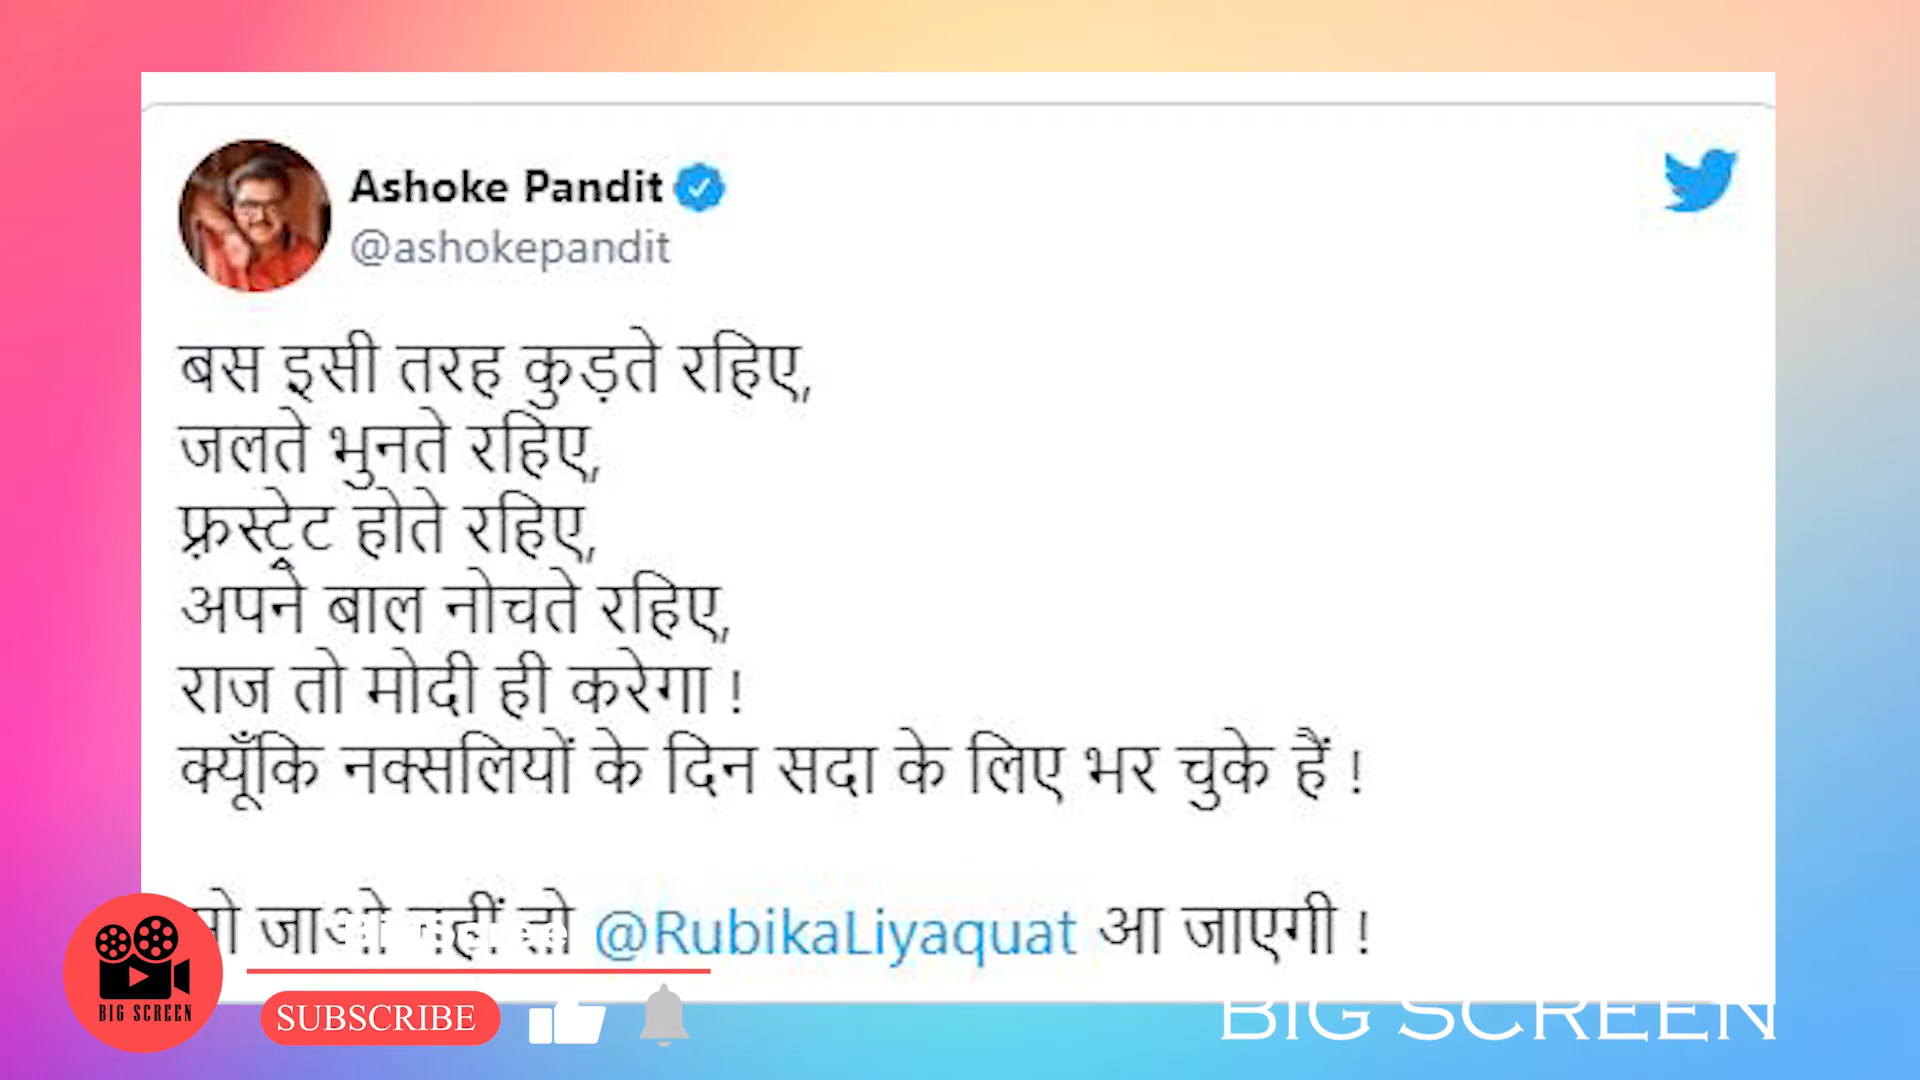 Ashoke Pandit
@ashokepandit
बस इसी तरह कुड़ते रहिए,
जलते भुनते रहिए,
फ़्रस्ट्रेट होते रहिए,
अपने बाल नोचते रहिए,
राज तो मोदी ही करेगा !
क्यूँकि नक्सलियों के दिन सदा के लिए भर चुके हैं !
जाओ नहीं तो @RubikaLiyaquat आ जाएगी !
BIG SCREEN
SUBSCRIBE
BIG SCREEN